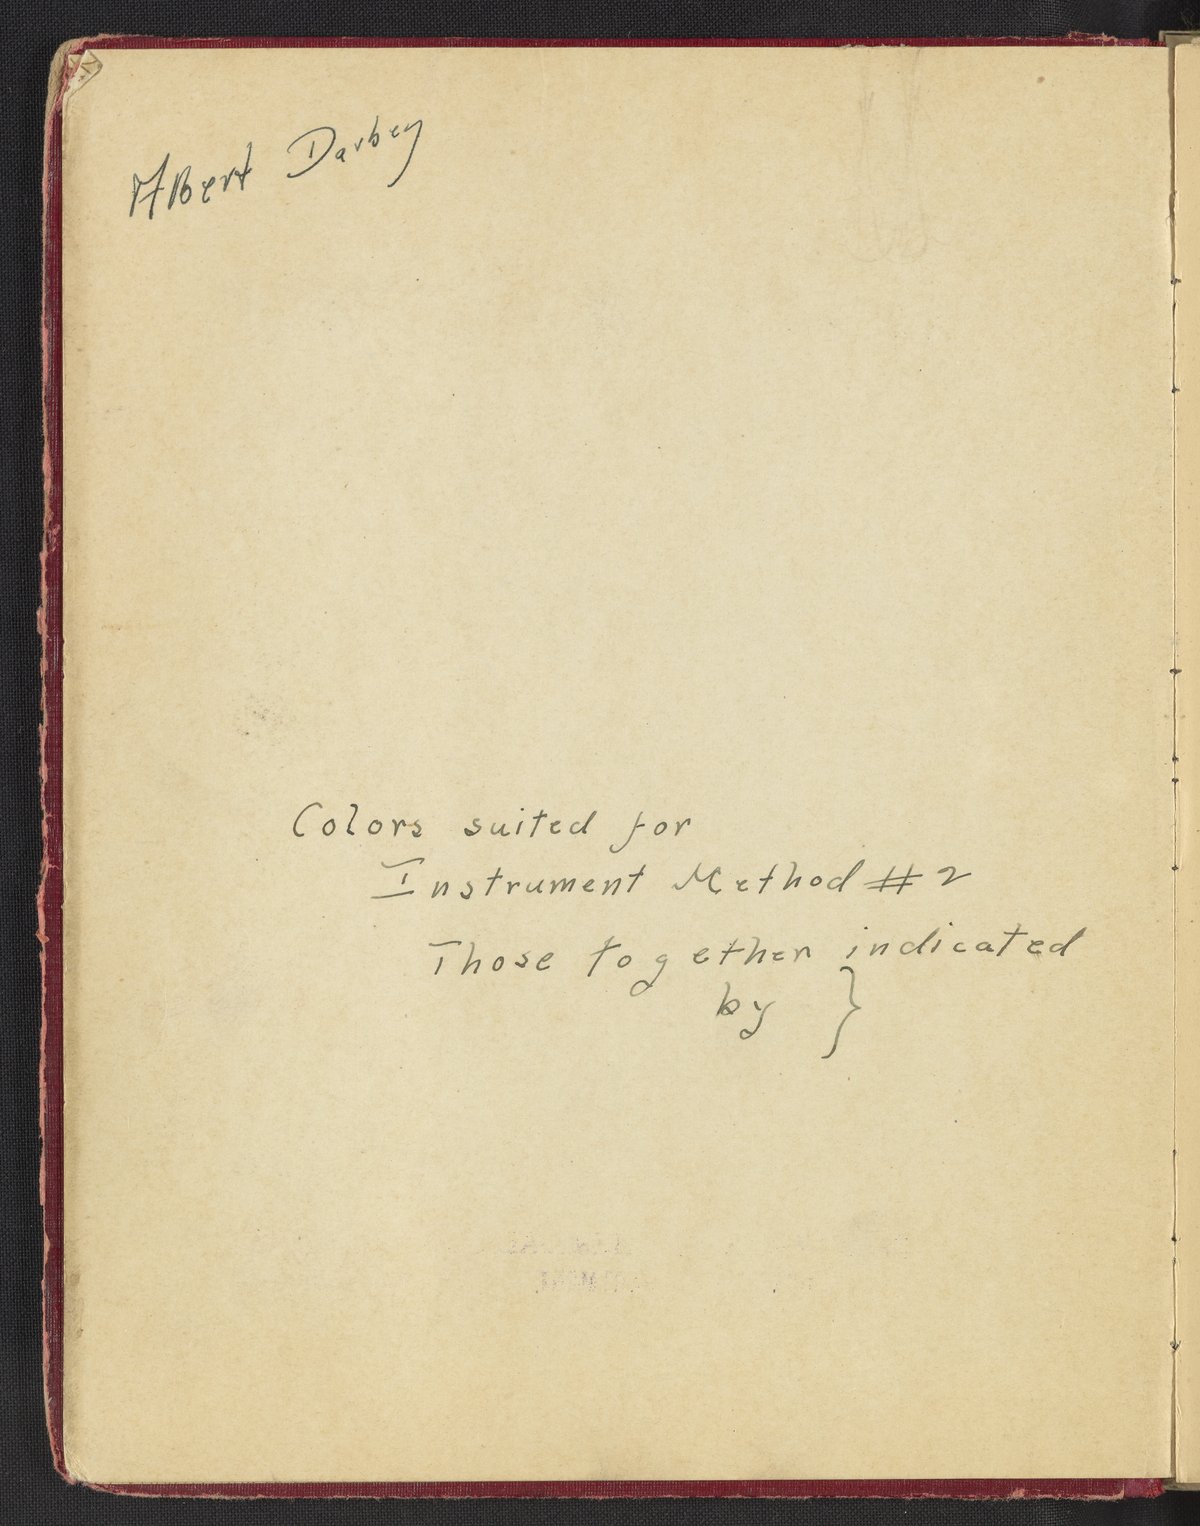 Albert Darbey
Colors suited for
Instrument Method #2
Those together indicated
by }